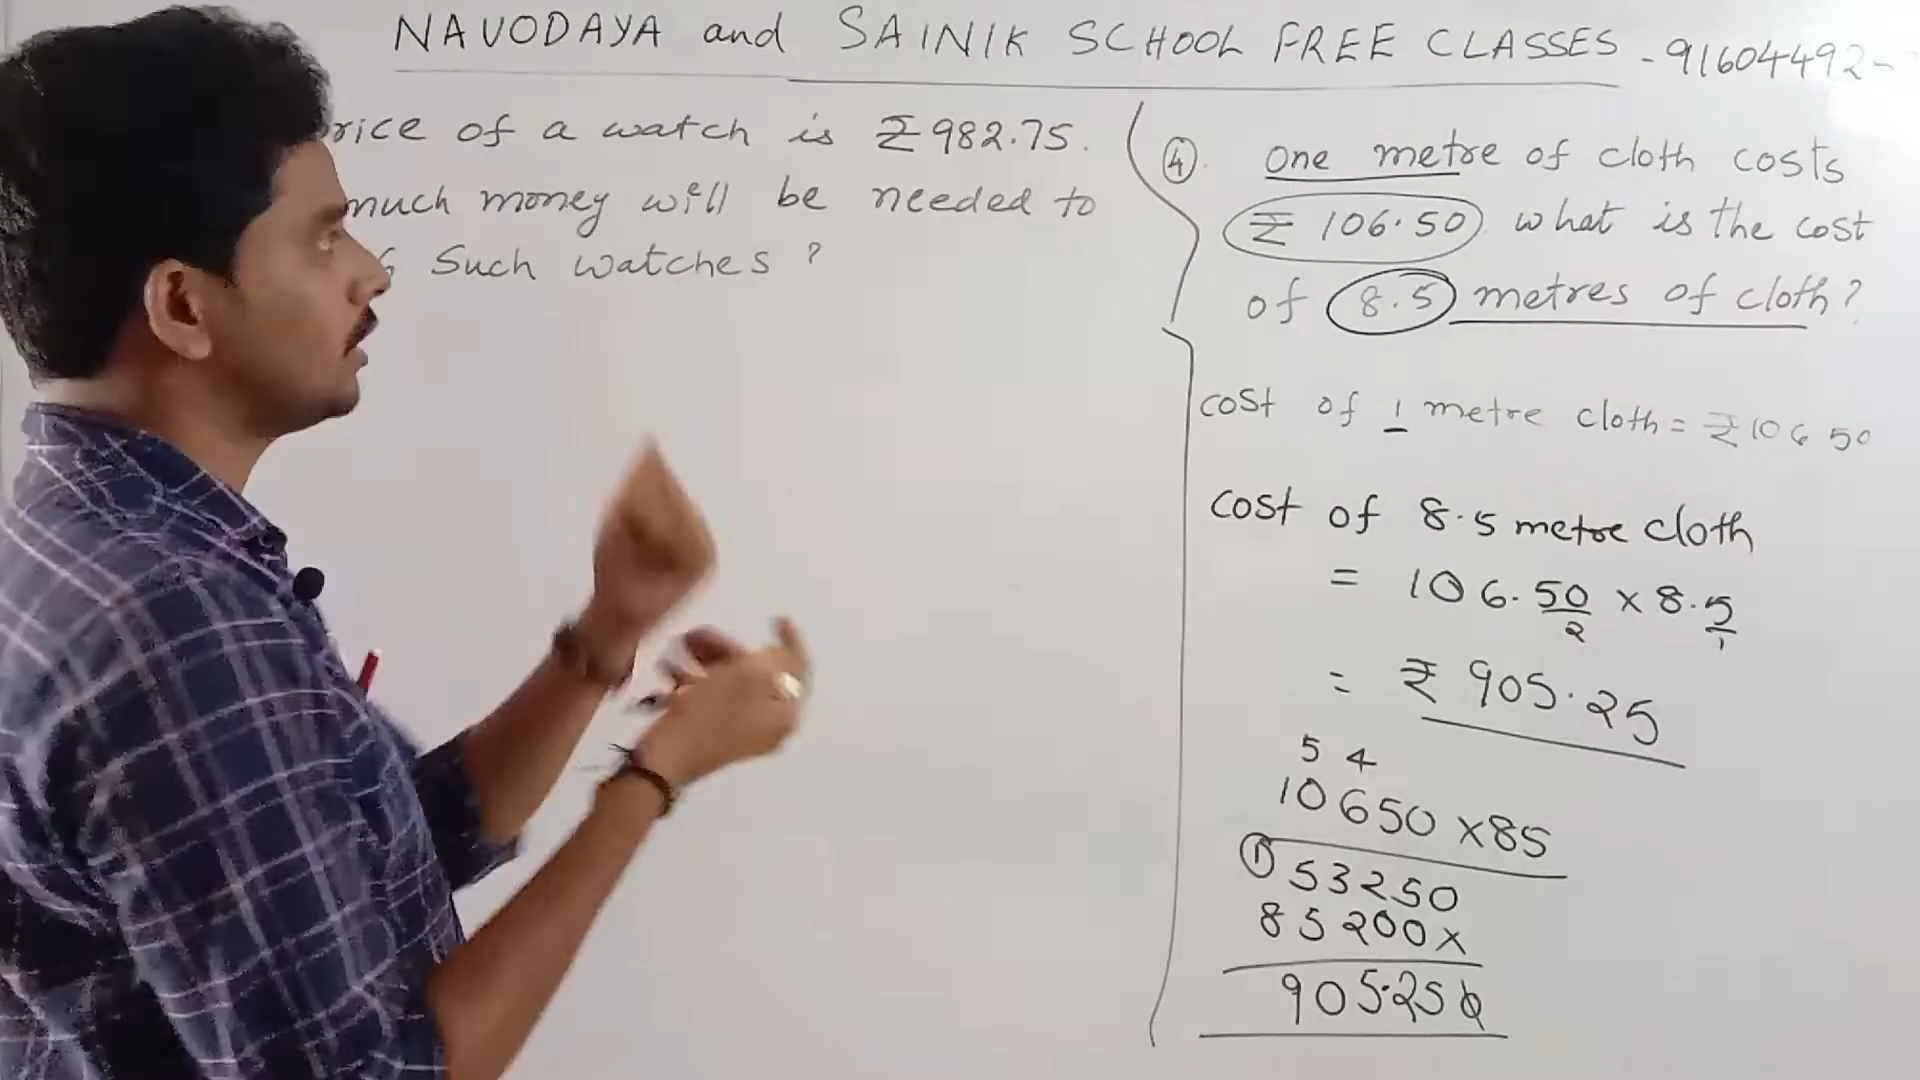 NAVODAYA and SAINIK SCHOOL FREE CLASSES - 91604492-
rice of a watch is ₹982.75.
much money will be needed to
Such watches ?
④. One metre of cloth costs
₹ 106.50. what is the cost
of 8.5 metres of cloth?
cost of 1 metre cloth = ₹106 50
cost of 8.5 metre cloth
= 106.50 × 8.5
2 1
= ₹ 905.25
5 4
10650 ×85
① 53250
85200×
905.250